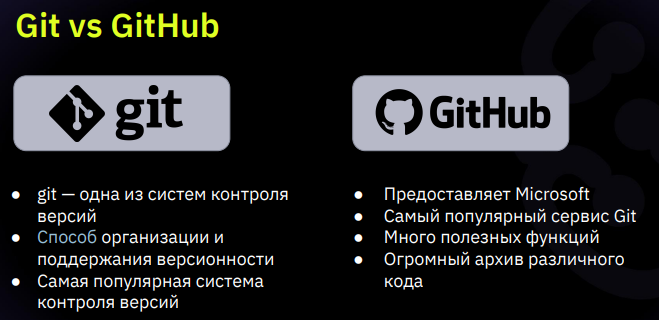 Git vs GitHub
git
GitHub
● git — одна из систем контроля
версий
● Способ организации и
поддержания версионности
● Самая популярная система
контроля версий
● Предоставляет Microsoft
● Самый популярный сервис Git
● Много полезных функций
● Огромный архив различного
кода